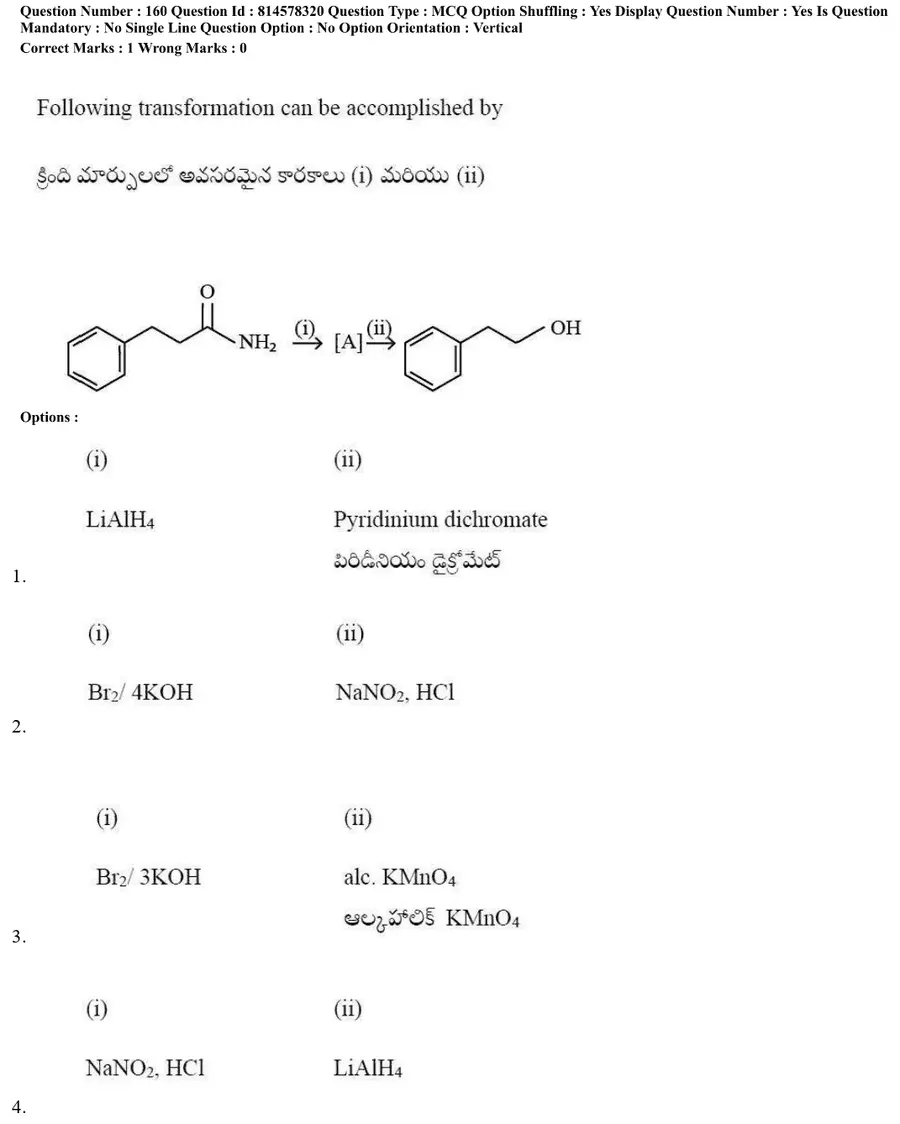 Question Number : 160 Question Id : 814578320 Question Type : MCQ Option Shuffling : Yes Display Question Number : Yes Is Question
Mandatory : No Single Line Question Option : No Option Orientation : Vertical
Correct Marks : 1 Wrong Marks : 0
Following transformation can be accomplished by
క్రింది మార్పులలో అవసరమైన కారకాలు (i) మరియు (ii)
O
NH₂ (i) [A] (ii) OH
Options :
(i) (ii)
LiAlH₄ Pyridinium dichromate
పిరిడీనియం డైక్రోమేట్
1.
(i) (ii)
Br₂/ 4KOH NaNO₂, HCl
2.
(i) (ii)
Br₂/ 3KOH alc. KMnO₄
ఆల్కహాలిక్ KMnO₄
3.
(i) (ii)
NaNO₂, HCl LiAlH₄
4.